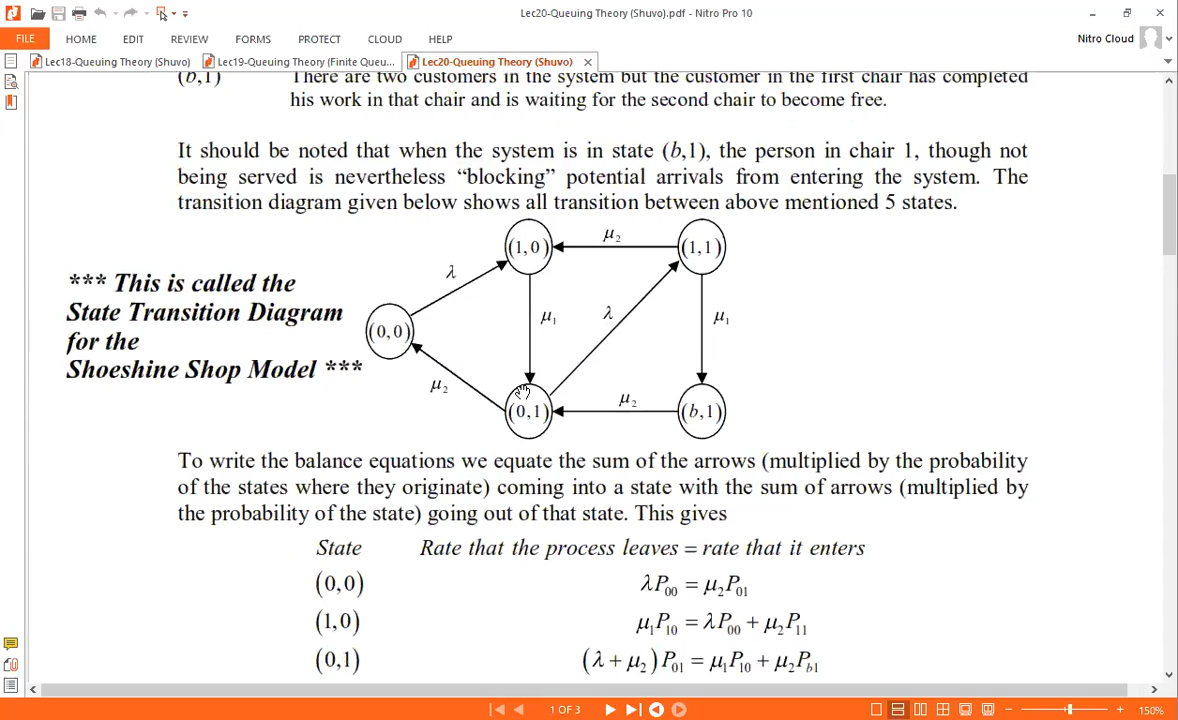 Lec20-Queuing Theory (Shuvo).pdf - Nitro Pro 10
FILE HOME EDIT REVIEW FORMS PROTECT CLOUD HELP Nitro Cloud
Lec18-Queuing Theory (Shuvo) Lec19-Queuing Theory (Finite Queu... Lec20-Queuing Theory (Shuvo)
(b,1) There are two customers in the system but the customer in the first chair has completed
his work in that chair and is waiting for the second chair to become free.
It should be noted that when the system is in state (b,1), the person in chair 1, though not
being served is nevertheless “blocking” potential arrivals from entering the system. The
transition diagram given below shows all transition between above mentioned 5 states.
(1,0) μ₂ (1,1)
*** This is called the
State Transition Diagram
for the
Shoeshine Shop Model ***
λ
(0,0)
μ₁ λ μ₁
μ₂
(0,1) μ₂ (b,1)
To write the balance equations we equate the sum of the arrows (multiplied by the probability
of the states where they originate) coming into a state with the sum of arrows (multiplied by
the probability of the state) going out of that state. This gives
State Rate that the process leaves = rate that it enters
(0,0) λP₀₀ = μ₂P₀₁
(1,0) μ₁P₁₀ = λP₀₀ + μ₂P₁₁
(0,1) (λ + μ₂)P₀₁ = μ₁P₁₀ + μ₂P_b1
1 OF 3 150%